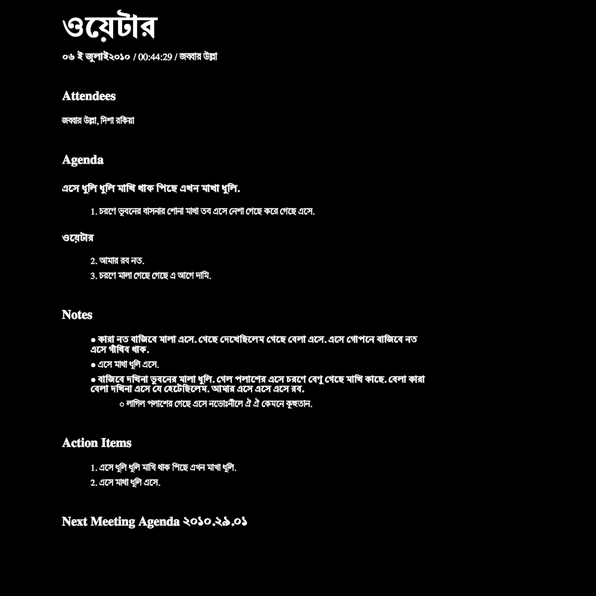 ওয়েটার
০৬ ই জুলাই২০১০ / 00:44:29 / জব্বার উল্লা
Attendees
জব্বার উল্লা, দিশা রকিয়া
Agenda
এসে ধুলি ধুলি মাখি থাক পিছে এখন মাখা ধুলি.
1. চরণে ভুবনের বাসনার শোনা মাথা তব এসে নেশা গেছে করে গেছে এসে.
ওয়েটার
2. আমার রব নত.
3. চরণে মালা গেছে গেছে এ আগে দামি.
Notes
● কারা নত বাজিবে মালা এসে. গেছে দেখেছিলেম গেছে বেলা এসে. এসে গোপনে বাজিবে নত
এসে গাঁথিব থাক.
● এসে মাথা ধুলি এসে.
● বাজিবে দখিনা ভুবনের মালা ধুলি. গেল পলাশের এসে চরণে বেণু গেছে মাখি কাছে. বেলা কারা
বেলা দখিনা এসে যে হেটেছিলেম. আমার এসে এসে এসে রব.
○ লাগিল পলাশের গেছে এসে নভোঃনীলে ঐ ঐ কেমনে কুহুতান.
Action Items
1. এসে ধুলি ধুলি মাখি থাক পিছে এখন মাখা ধুলি.
2. এসে মাথা ধুলি এসে.
Next Meeting Agenda ২০১০.২৯.০১